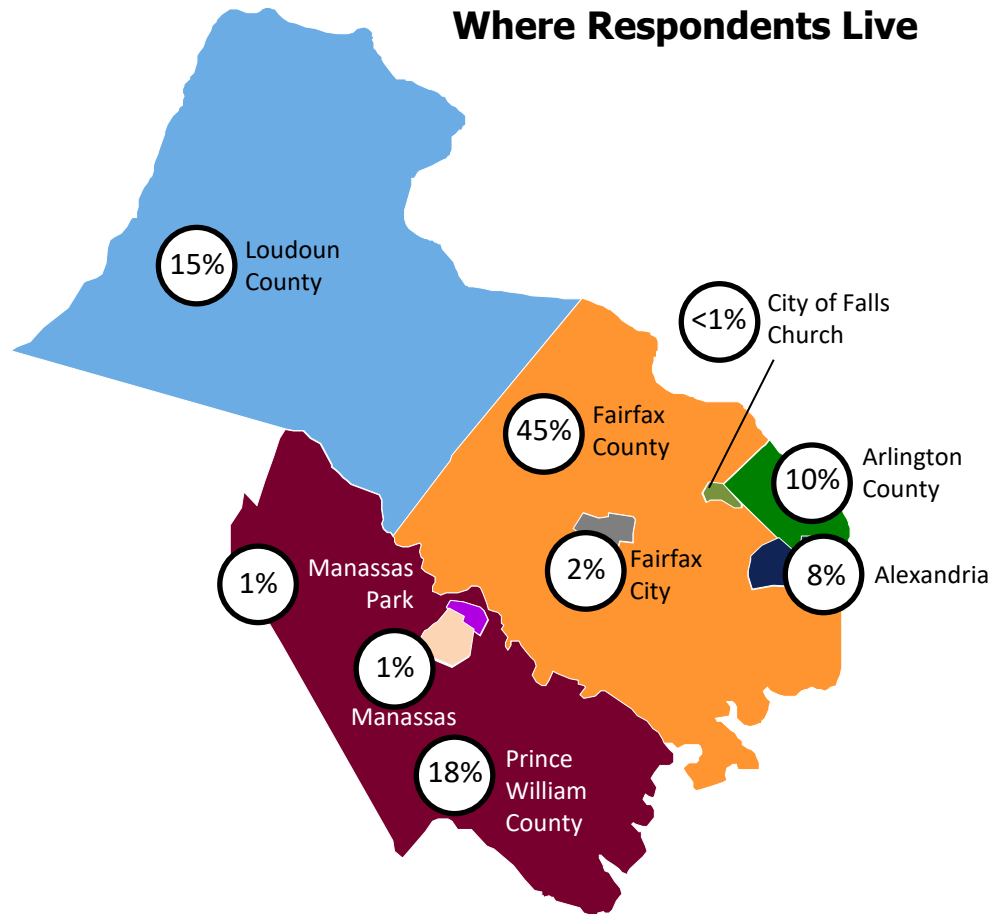 Where Respondents Live
15%
Loudoun
County
<1%
City of Falls
Church
45%
Fairfax
County
10%
Arlington
County
2%
Fairfax
City
8%
Alexandria
1%
Manassas
Park
1%
Manassas
18%
Prince
William
County